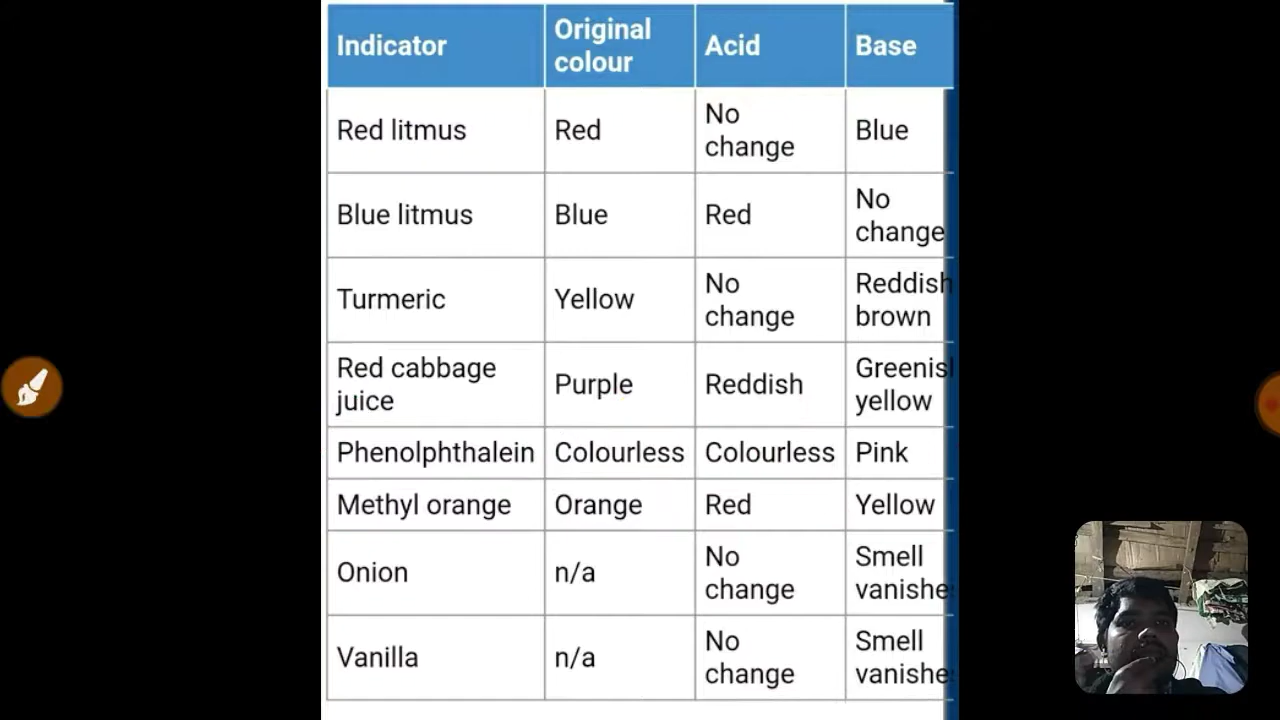 Indicator
Original
colour
Acid
Base
Red litmus
Red
No
change
Blue
Blue litmus
Blue
Red
No
change
Turmeric
Yellow
No
change
Reddish
brown
Red cabbage
juice
Purple
Reddish
yellow
Phenolphthalein
Colourless
Colourless
Pink
Methyl orange
Orange
Red
Yellow
Onion
n/a
No
change
Smell
Vanilla
n/a
No
change
Smell